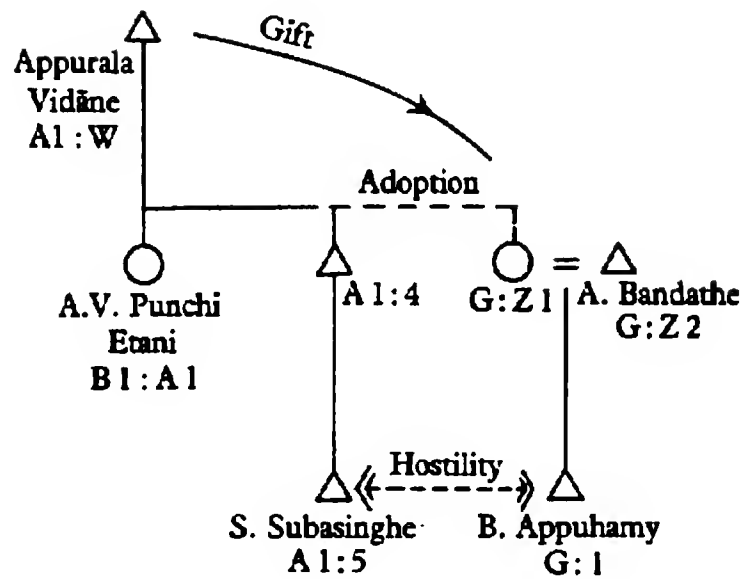 Gift
Appurala
Vidāne
A1:W
Adoption
A.V. Punchi
Etani
B1:A1
A1:4
G:Z1
=
A. Bandathe
G:Z2
Hostility
S. Subasinghe
A1:5
B. Appuhamy
G:1